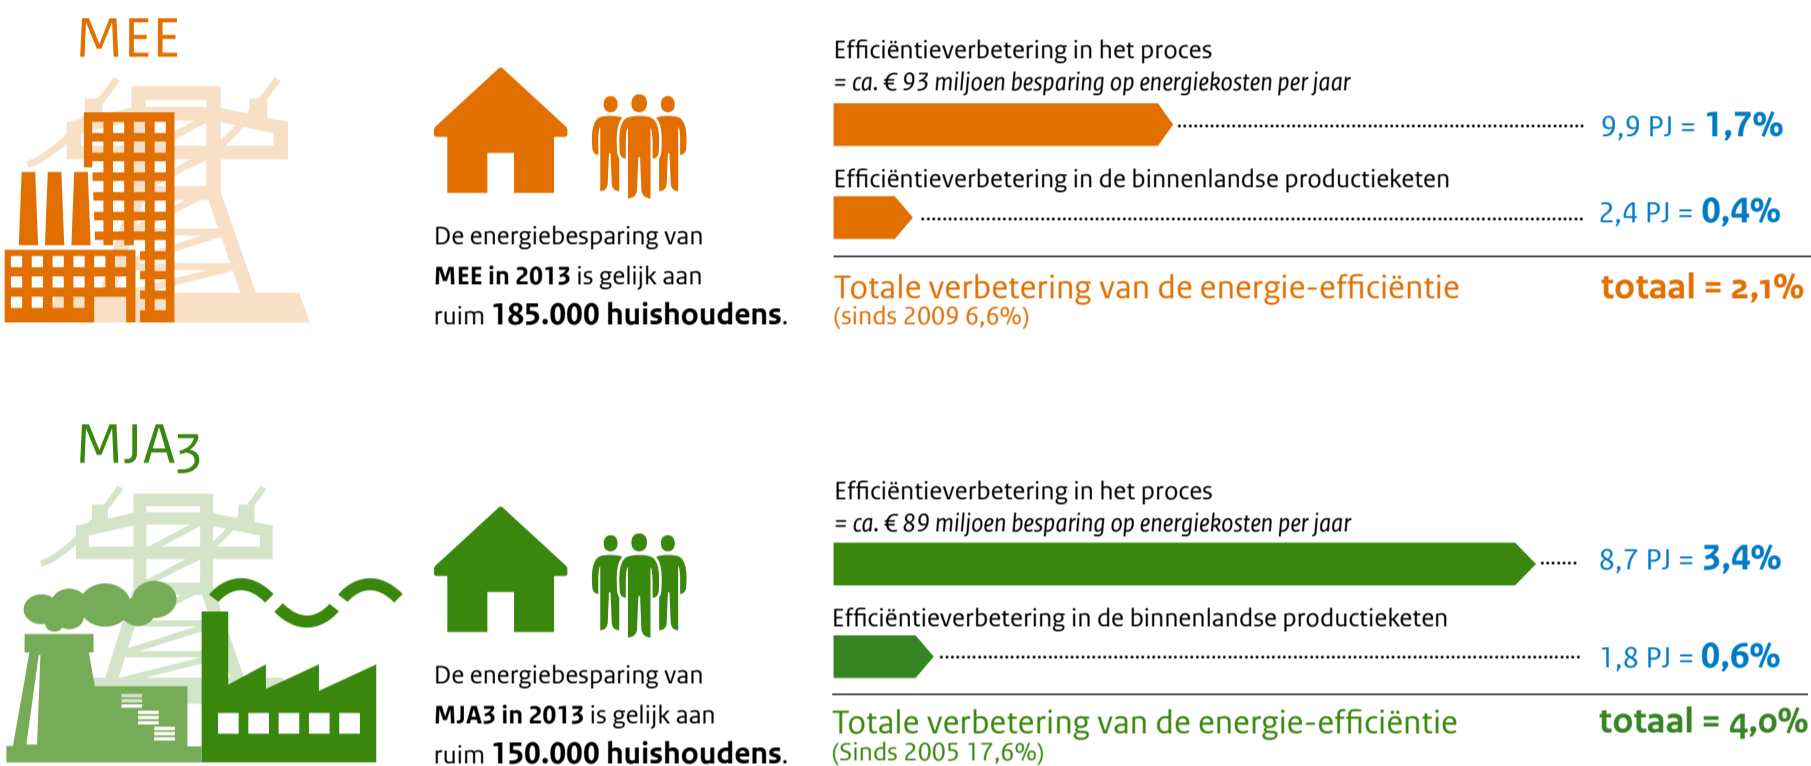 MEE
De energiebesparing van
MEE in 2013 is gelijk aan
ruim 185.000 huishoudens.
Efficiëntieverbetering in het proces
= ca. € 93 miljoen besparing op energiekosten per jaar
9,9 PJ = 1,7%
Efficiëntieverbetering in de binnenlandse productieketen
2,4 PJ = 0,4%
Totale verbetering van de energie-efficiëntie totaal = 2,1%
(sinds 2009 6,6%)
MJA3
De energiebesparing van
MJA3 in 2013 is gelijk aan
ruim 150.000 huishoudens.
Efficiëntieverbetering in het proces
= ca. € 89 miljoen besparing op energiekosten per jaar
8,7 PJ = 3,4%
Efficiëntieverbetering in de binnenlandse productieketen
1,8 PJ = 0,6%
Totale verbetering van de energie-efficiëntie totaal = 4,0%
(Sinds 2005 17,6%)